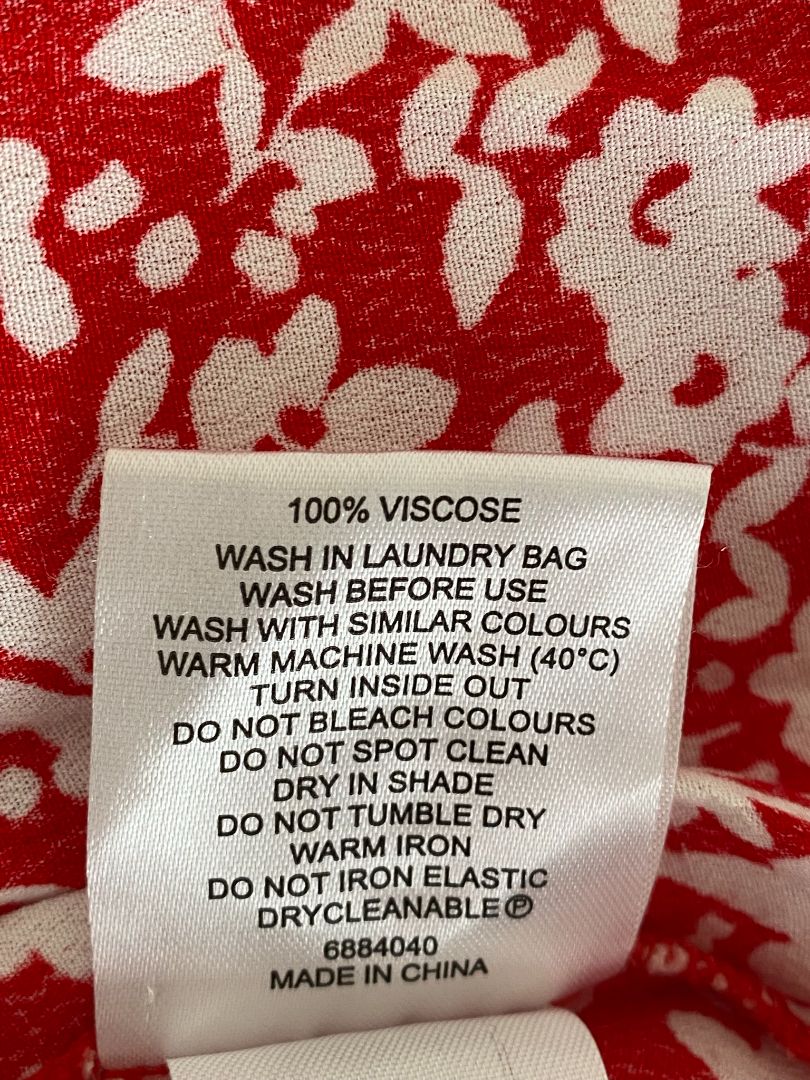 100% VISCOSE
WASH IN LAUNDRY BAG
WASH BEFORE USE
WASH WITH SIMILAR COLOURS
WARM MACHINE WASH (40°C)
TURN INSIDE OUT
DO NOT BLEACH COLOURS
DO NOT SPOT CLEAN
DRY IN SHADE
DO NOT TUMBLE DRY
WARM IRON
DO NOT IRON ELASTIC
DRYCLEANABLE Ⓟ
6884040
MADE IN CHINA